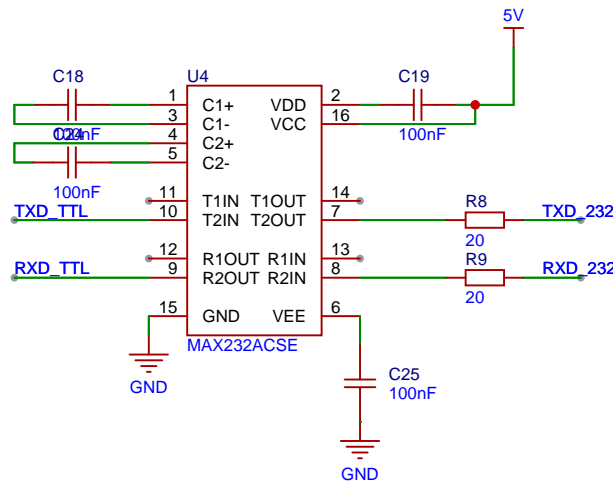 5V
C18
U4
C19
1
C1+
VDD
2
3
C1-
VCC
16
100nF
100nF
4
C2+
5
C2-
100nF
11
T1IN
T1OUT
14
R8
TXD_TTL
10
T2IN
T2OUT
7
TXD_232
20
12
R1OUT
R1IN
13
R9
RXD_TTL
9
R2OUT
R2IN
8
RXD_232
20
15
GND
VEE
6
MAX232ACSE
GND
C25
100nF
GND